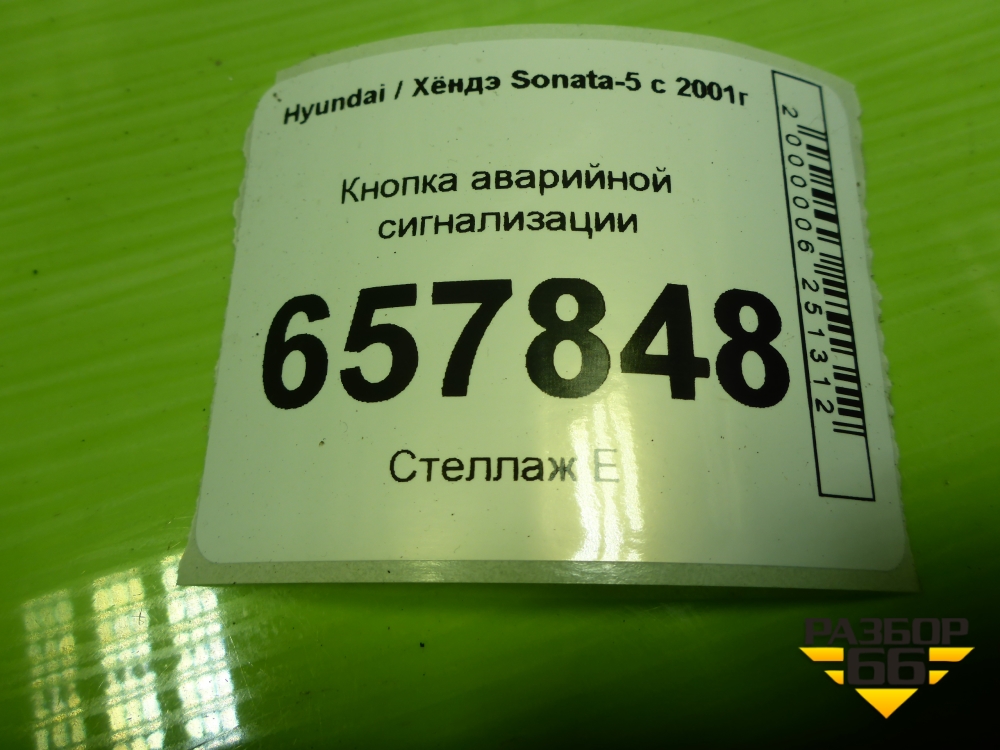 Hyundai / Хёндэ Sonata-5 с 2001г
Кнопка аварийной
сигнализации
657848
Стеллаж Е
2000006251312
РАЗБОР
66